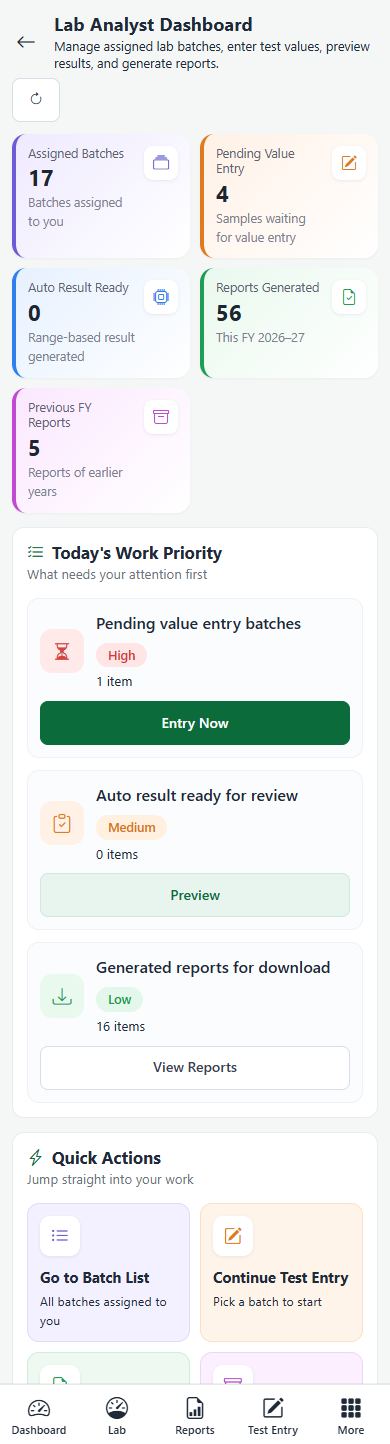 Lab Analyst Dashboard
Manage assigned lab batches, enter test values, preview
results, and generate reports.
Assigned Batches
17
Batches assigned
to you
Pending Value
Entry
4
Samples waiting
for value entry
Auto Result Ready
0
Range-based result
generated
Reports Generated
56
This FY 2026–27
Previous FY
Reports
5
Reports of earlier
years
Today's Work Priority
What needs your attention first
Pending value entry batches
High
1 item
Entry Now
Auto result ready for review
Medium
0 items
Preview
Generated reports for download
Low
16 items
View Reports
Quick Actions
Jump straight into your work
Go to Batch List
All batches assigned to
you
Continue Test Entry
Pick a batch to start
Dashboard
Lab
Reports
Test Entry
More